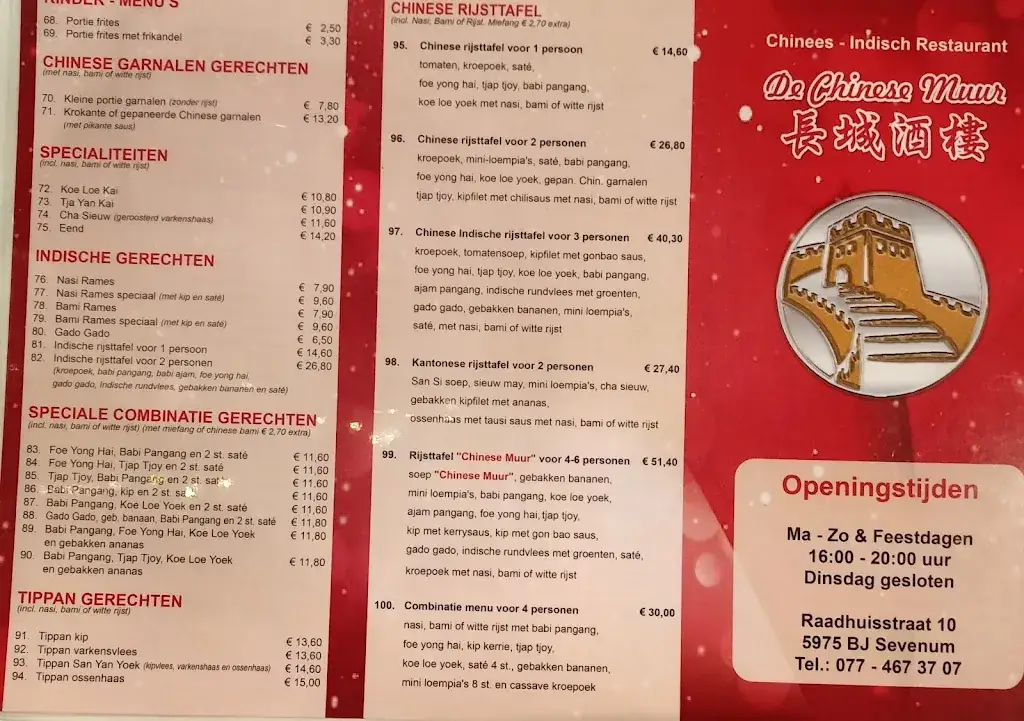 KINDER - MENU'S
68. Portie frites € 2,50
69. Portie frites met frikandel € 3,30
CHINESE GARNALEN GERECHTEN
(met nasi, bami of witte rijst)
70. Kleine portie garnalen (zonder rijst) € 7,80
71. Krokante of gepaneerde Chinese garnalen € 13,20
(met pikante saus)
SPECIALITEITEN
(incl. nasi, bami of witte rijst)
72. Koe Loe Kai € 10,80
73. Tja Yan Kai € 10,90
74. Cha Sieuw (geroosterd varkenshaas) € 11,60
75. Eend € 14,20
INDISCHE GERECHTEN
76. Nasi Rames € 7,90
77. Nasi Rames speciaal (met kip en saté) € 9,60
78. Bami Rames € 7,90
79. Bami Rames speciaal (met kip en saté) € 9,60
80. Gado Gado € 6,50
81. Indische rijsttafel voor 1 persoon € 14,60
82. Indische rijsttafel voor 2 personen € 26,80
(kroepoek, babi pangang, babi ajam, foe yong hai,
gado gado, Indische rundvlees, gebakken bananen en saté)
SPECIALE COMBINATIE GERECHTEN
(incl. nasi, bami of witte rijst) (met miefang of chinese bami € 2,70 extra)
83. Foe Yong Hai, Babi Pangang en 2 st. saté € 11,60
84. Foe Yong Hai, Tjap Tjoy en 2 st. saté € 11,60
85. Tjap Tjoy, Babi Pangang en 2 st. saté € 11,60
86. Babi Pangang, kip en 2 st. saté € 11,60
87. Babi Pangang, Koe Loe Yoek en 2 st. saté € 11,60
88. Gado Gado, geb, banaan, Babi Pangang en 2 st. saté € 11,80
89. Babi Pangang, Foe Yong Hai, Koe Loe Yoek € 11,80
en gebakken ananas
90. Babi Pangang, Tjap Tjoy, Koe Loe Yoek € 11,80
en gebakken ananas
TIPPAN GERECHTEN
(incl. nasi, bami of witte rijst)
91. Tippan kip € 13,60
92. Tippan varkensvlees € 13,60
93. Tippan San Yan Yoek (kipvlees, varkenshaas en ossenhaas) € 14,60
94. Tippan ossenhaas € 15,00
CHINESE RIJSTTAFEL
(incl. Nasi, Bami of Rijst. Miefang € 2,70 extra)
95. Chinese rijsttafel voor 1 persoon € 14,60
tomaten, kroepoek, saté,
foe yong hai, tjap tjoy, babi pangang,
koe loe yoek met nasi, bami of witte rijst
96. Chinese rijsttafel voor 2 personen € 26,80
kroepoek, mini-loempia's, saté, babi pangang,
foe yong hai, koe loe yoek, gepan. Chin. garnalen
tjap tjoy, kipfilet met chilisaus met nasi, bami of witte rijst
97. Chinese Indische rijsttafel voor 3 personen € 40,30
kroepoek, tomatensoep, kipfilet met gonbao saus,
foe yong hai, tjap tjoy, koe loe yoek, babi pangang,
ajam pangang, indische rundvlees met groenten,
gado gado, gebakken bananen, mini loempia's,
saté, met nasi, bami of witte rijst
98. Kantonese rijsttafel voor 2 personen € 27,40
San Si soep, sieuw may, mini loempia's, cha sieuw,
gebakken kipfilet met ananas,
ossenhaas met tausi saus met nasi, bami of witte rijst
99. Rijsttafel "Chinese Muur" voor 4-6 personen € 51,40
soep "Chinese Muur", gebakken bananen,
mini loempia's, babi pangang, koe loe yoek,
ajam pangang, foe yong hai, tjap tjoy,
kip met kerrysaus, kip met gon bao saus,
gado gado, indische rundvlees met groenten, saté,
kroepoek met nasi, bami of witte rijst
100. Combinatie menu voor 4 personen € 30,00
nasi, bami of witte rijst met babi pangang,
foe yong hai, kip kerrie, tjap tjoy,
koe loe yoek, saté 4 st., gebakken bananen,
mini loempia's 8 st. en cassave kroepoek
Chinees - Indisch Restaurant
De Chinese Muur
長城酒樓
Openingstijden
Ma - Zo & Feestdagen
16:00 - 20:00 uur
Dinsdag gesloten
Raadhuisstraat 10
5975 BJ Sevenum
Tel.: 077 - 467 37 07